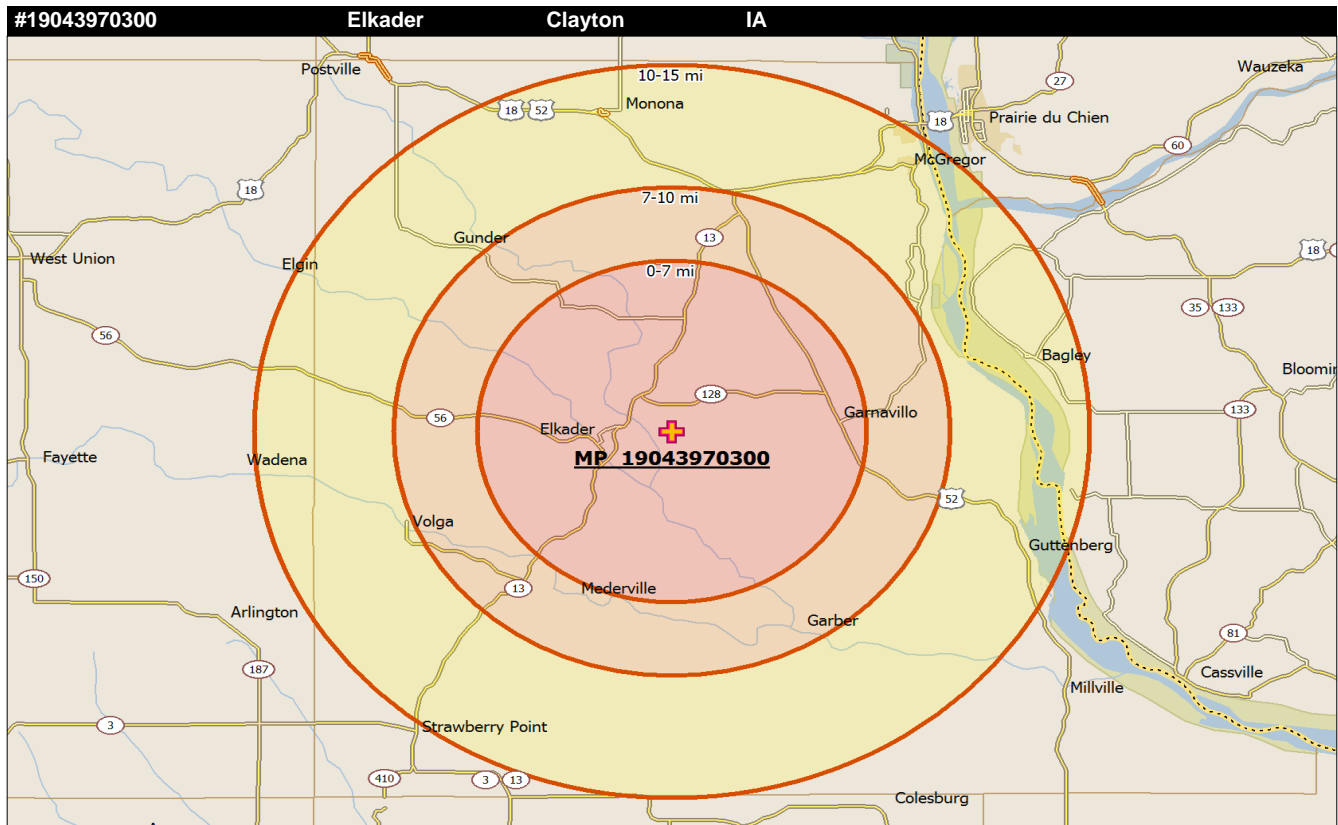 #19043970300 Elkader Clayton IA
10-15 mi
Postville
Wauzeka
27
Monona
18
52
18
Prairie du Chien
60
McGregor
18
7-10 mi
Gunder
13
18
West Union
Elgin
0-7 mi
35
133
56
Bagley
Bloomin
128
133
56
Garnavillo
Elkader
MP 19043970300
Fayette
Wadena
52
Volga
Guttenberg
150
13
Mederville
Arlington
Garber
81
187
Cassville
Millville
3
Strawberry Point
410
3
13
Colesburg